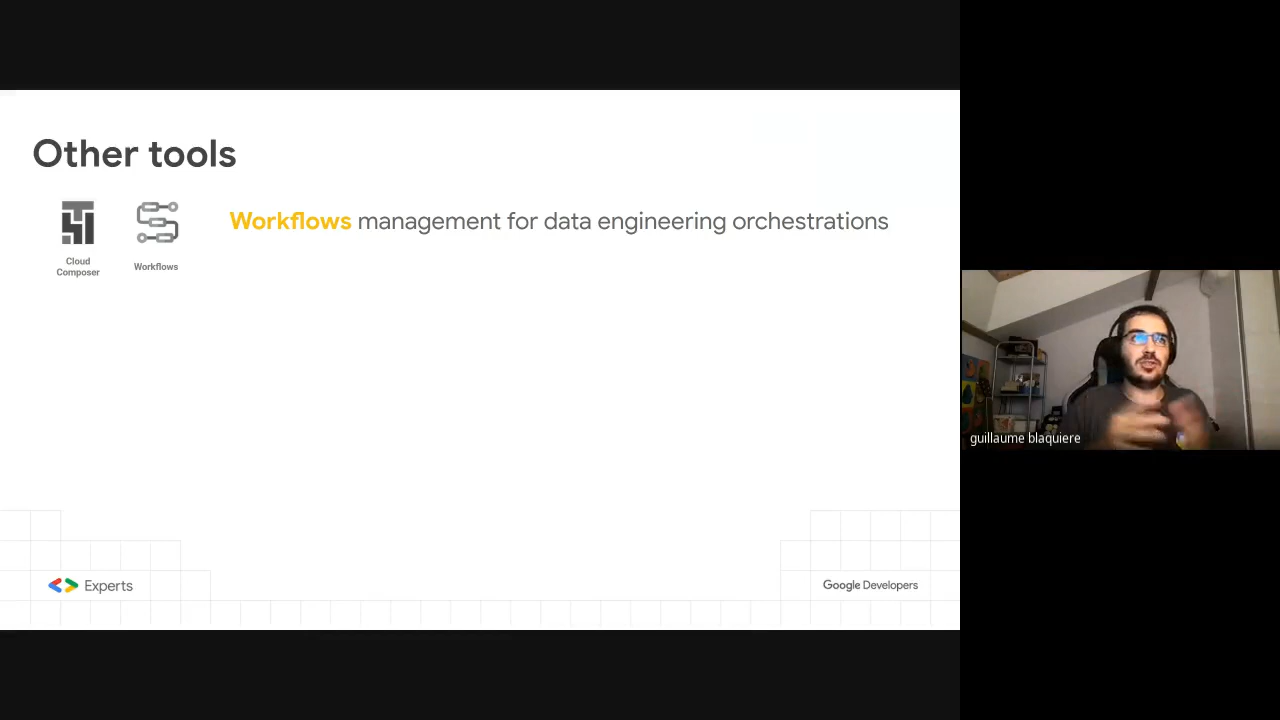 Other tools
Workflows management for data engineering orchestrations
Cloud
Composer
Workflows
guillaume blaquiere
Experts
Google Developers